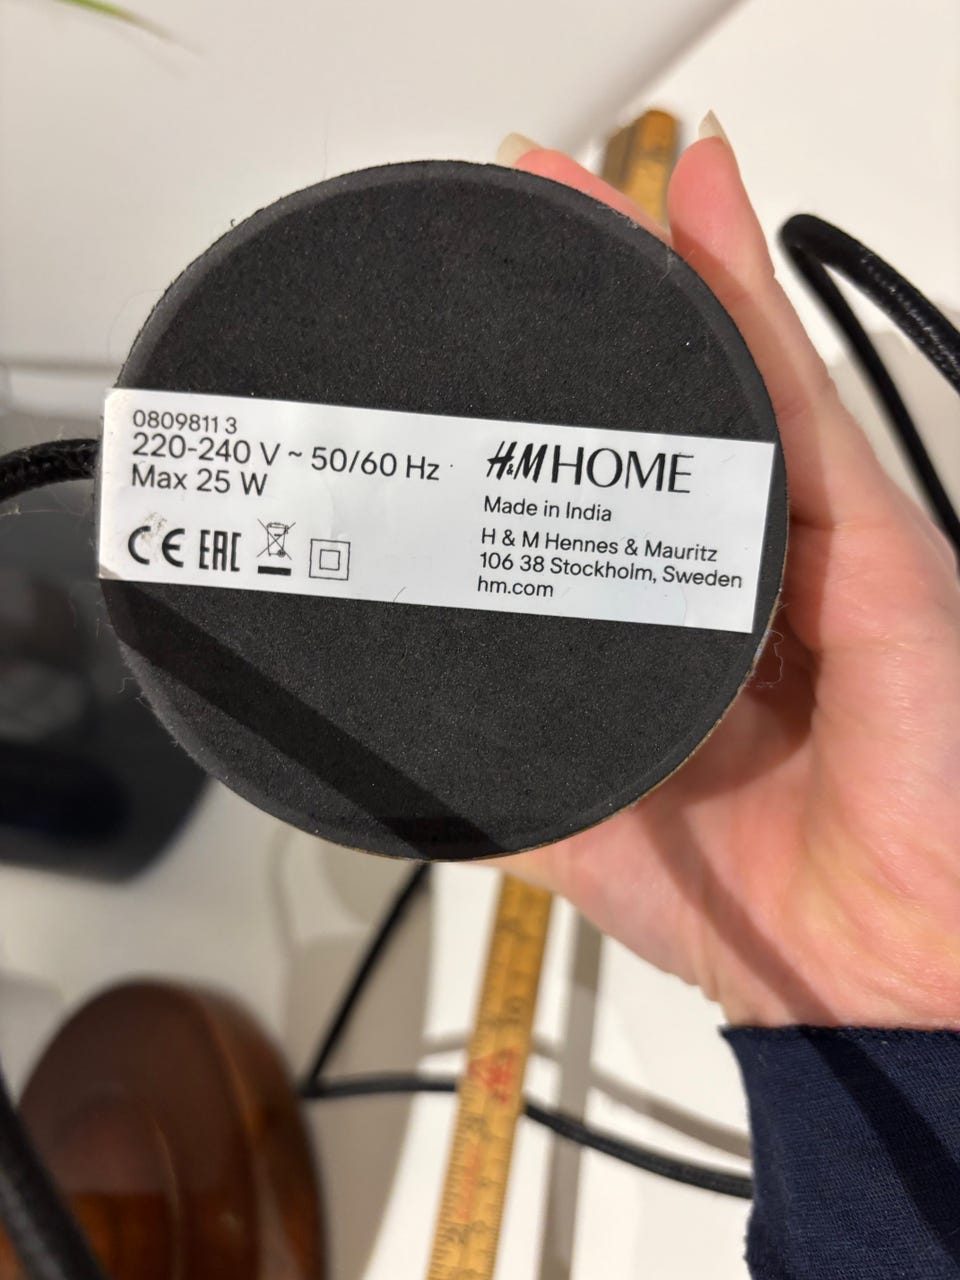 0809811 3
220-240 V ~ 50/60 Hz
Max 25 W
CE EAC
H&M HOME
Made in India
H & M Hennes & Mauritz
106 38 Stockholm, Sweden
hm.com